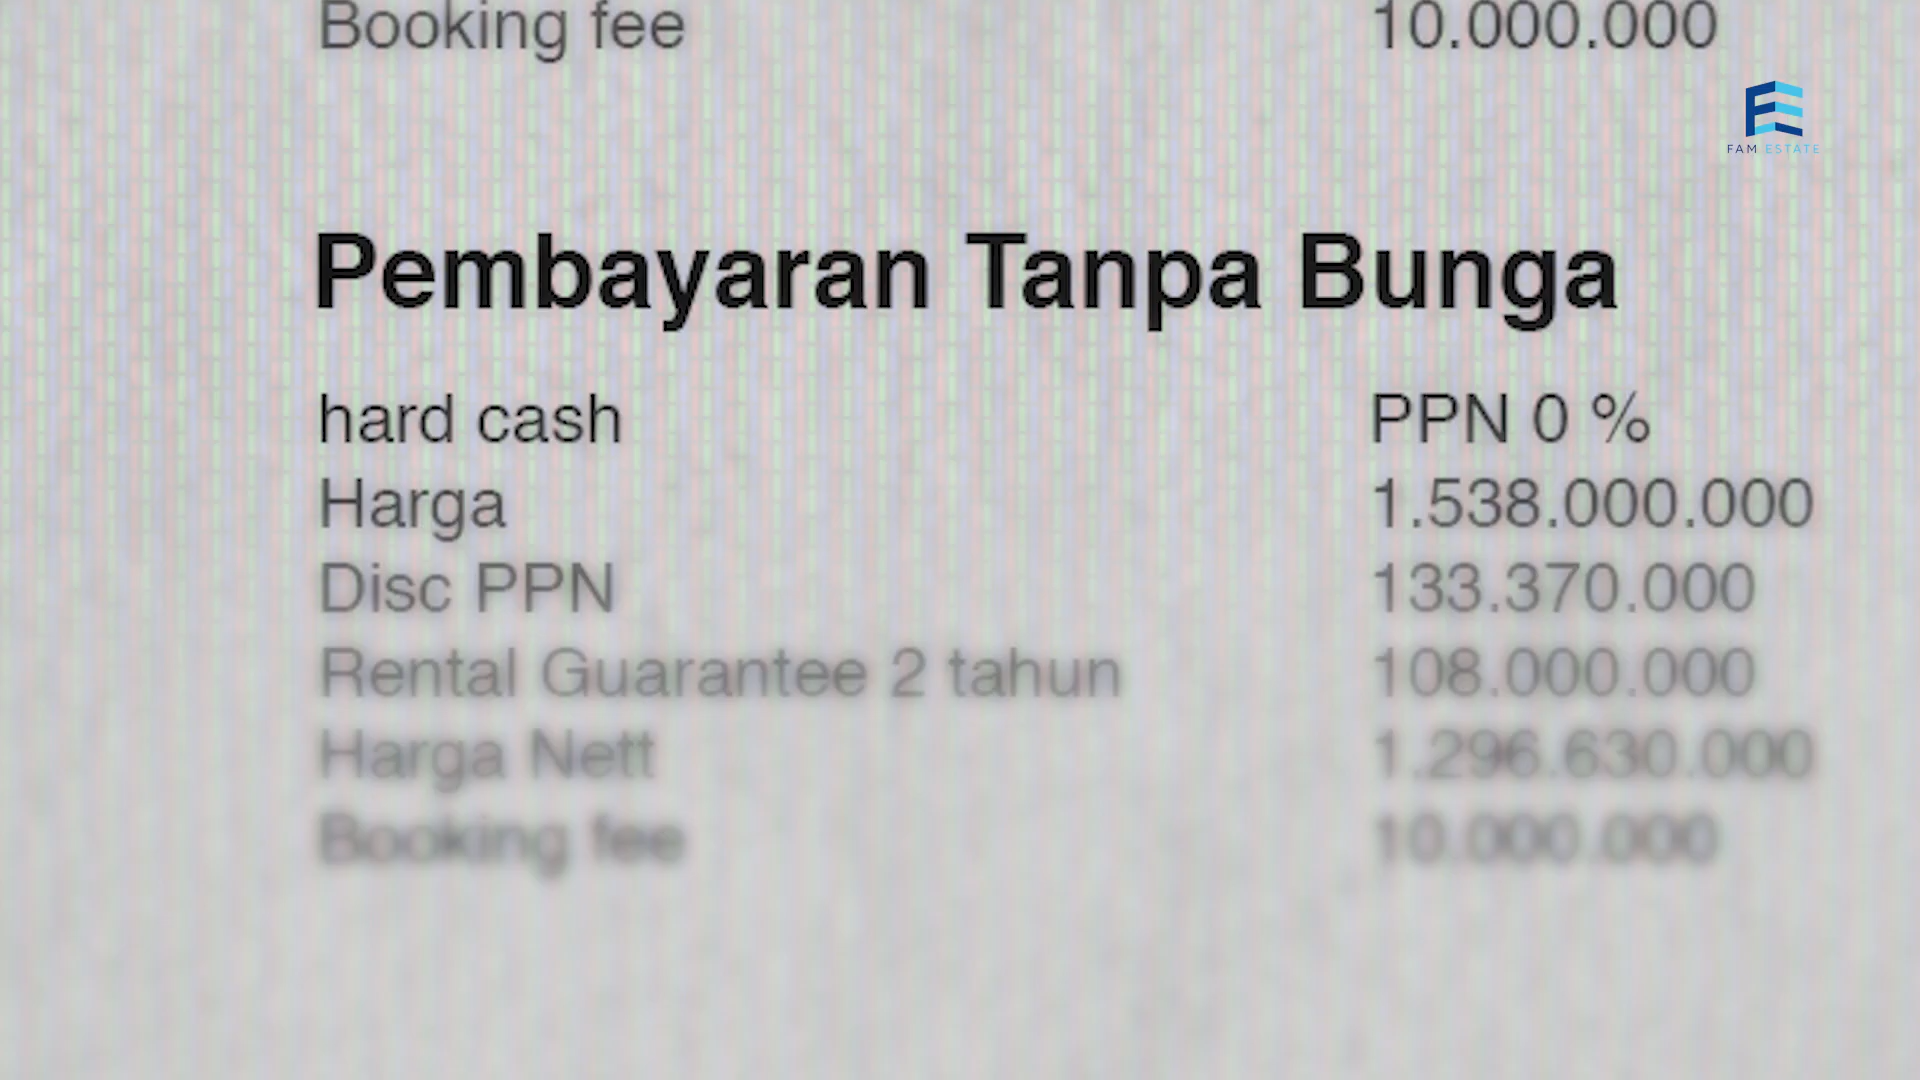 Booking fee 10.000.000
FAM ESTATE
Pembayaran Tanpa Bunga
hard cash PPN 0 %
Harga 1.538.000.000
Disc PPN 133.370.000
Rental Guarantee 2 tahun 108.000.000
Harga Nett 1.296.630.000
Booking fee 10.000.000